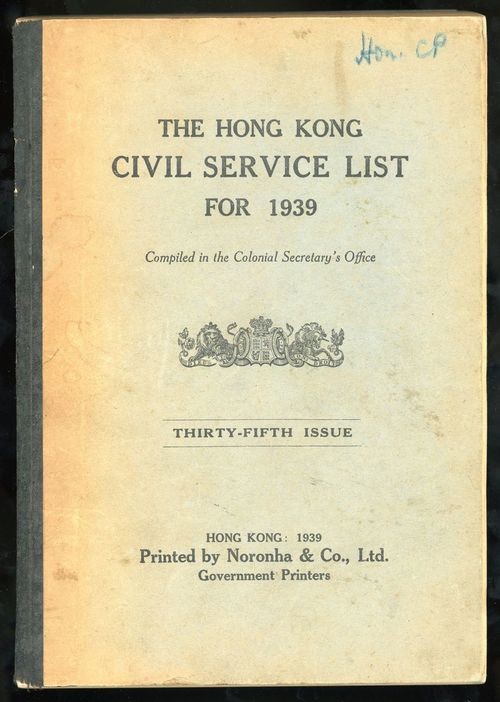 Hon. CP
THE HONG KONG
CIVIL SERVICE LIST
FOR 1939
Compiled in the Colonial Secretary's Office
THIRTY-FIFTH ISSUE
HONG KONG: 1939
Printed by Noronha & Co., Ltd.
Government Printers